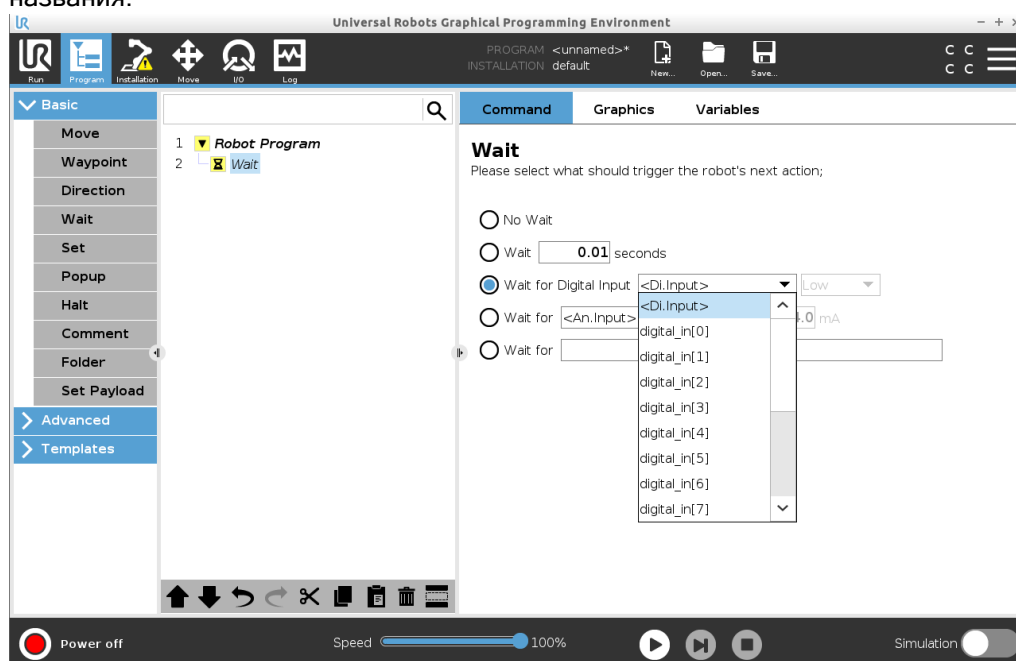 названия.
UR Universal Robots Graphical Programming Environment
UR
Run Program Installation Move I/O Log
PROGRAM <unnamed>*
INSTALLATION default
New... Open... Save...
C C
C C
Basic
Move
Waypoint
Direction
Wait
Set
Popup
Halt
Comment
Folder
Set Payload
Advanced
Templates
1 Robot Program
2 Wait
Command Graphics Variables
Wait
Please select what should trigger the robot's next action;
No Wait
Wait 0.01 seconds
Wait for Digital Input <Di.Input> Low
Wait for <An.Input> mA
Wait for
<Di.Input>
digital_in[0]
digital_in[1]
digital_in[2]
digital_in[3]
digital_in[4]
digital_in[5]
digital_in[6]
digital_in[7]
Power off
Speed 100%
Simulation